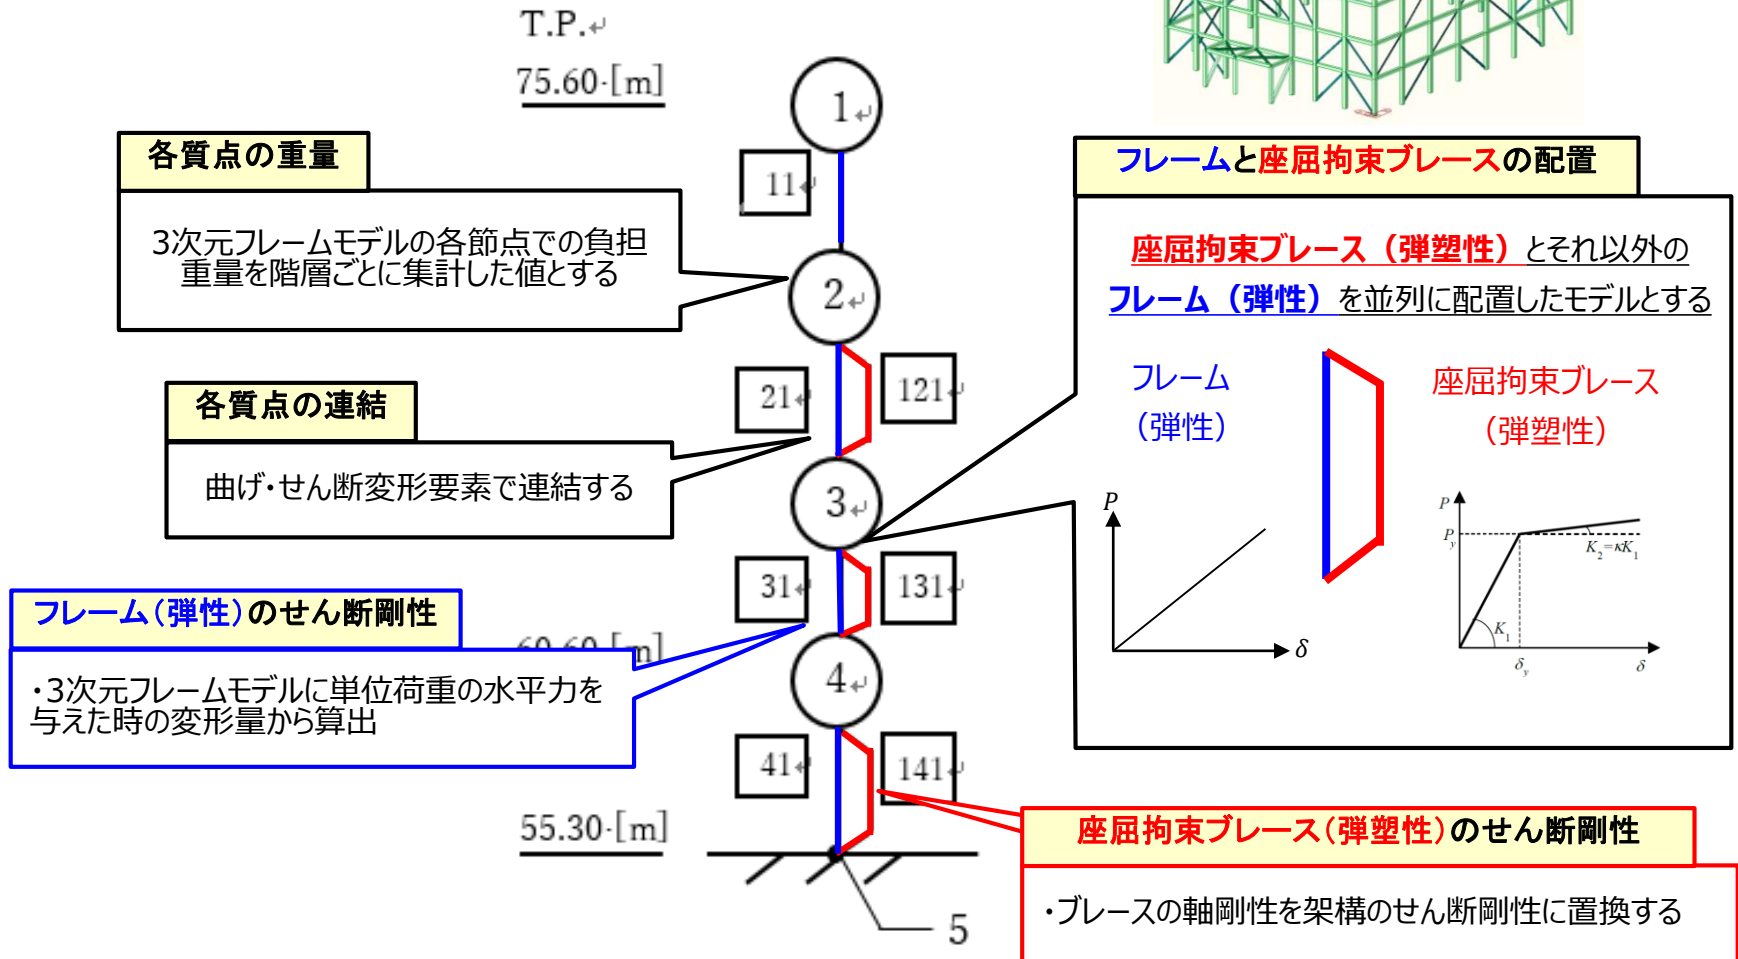 T.P.↵
75.60·[m]
1↵
各質点の重量
11↵
フレームと座屈拘束ブレースの配置
3次元フレームモデルの各節点での負担
重量を階層ごとに集計した値とする
座屈拘束ブレース（弾塑性）とそれ以外の
フレーム（弾性）を並列に配置したモデルとする
2↵
フレーム
（弾性）
座屈拘束ブレース
（弾塑性）
21↵
121↵
各質点の連結
曲げ・せん断変形要素で連結する
3↵
P
δ
P
Py
K2=κK1
K1
δy
δ
31↵
131↵
フレーム（弾性）のせん断剛性
・3次元フレームモデルに単位荷重の水平力を
与えた時の変形量から算出
[m]
4↵
41↵
141↵
55.30·[m]
座屈拘束ブレース（弾塑性）のせん断剛性
・ブレースの軸剛性を架構のせん断剛性に置換する
5